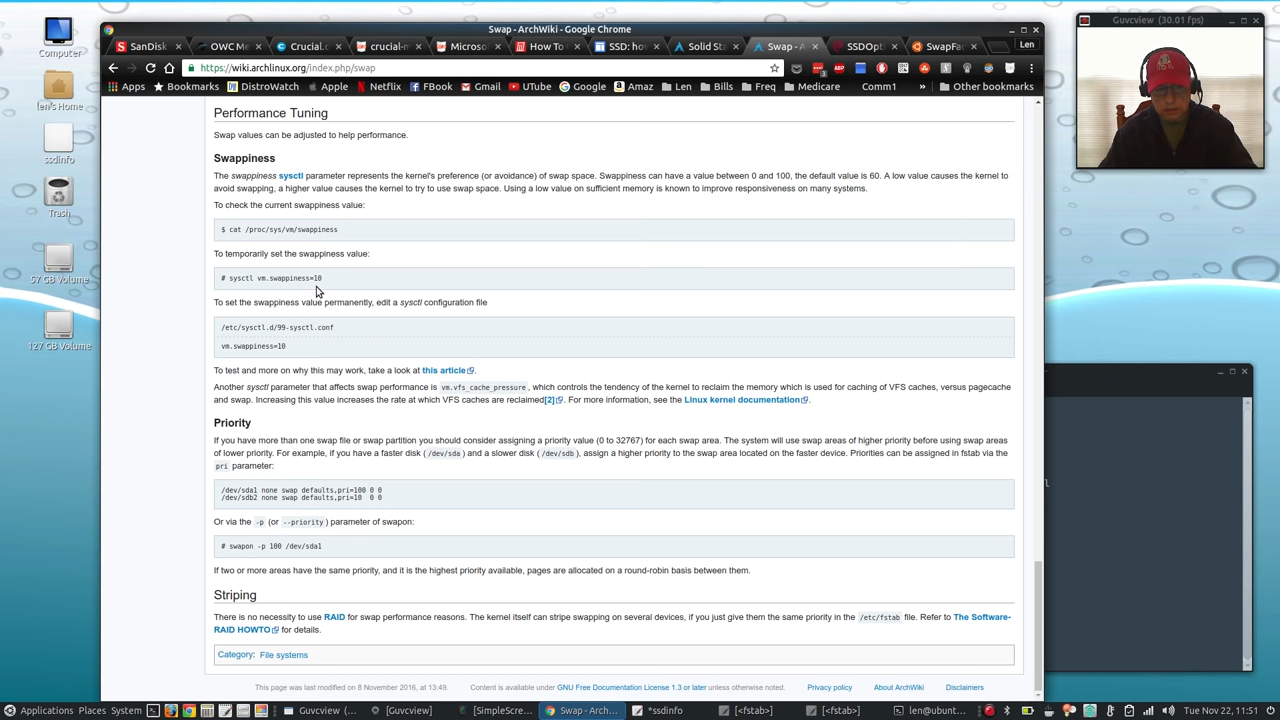 Swap - ArchWiki - Google Chrome
Guvcview (30.01 fps)
SanDisk
OWC Me
Crucial.c
crucial-m
Microso
How To
SSD: ho
Solid Sta
Swap - A
SSDOpt
SwapFa
Len
https://wiki.archlinux.org/index.php/swap
Apps
Bookmarks
DistroWatch
Apple
Netflix
FBook
Gmail
UTube
Google
Amaz
Len
Bills
Freq
Medicare
Comm1
»
Other bookmarks
Computer
len's Home
ssdinfo
Trash
57 GB Volume
127 GB Volume
Performance Tuning
Swap values can be adjusted to help performance.
Swappiness
The swappiness sysctl parameter represents the kernel's preference (or avoidance) of swap space. Swappiness can have a value between 0 and 100, the default value is 60. A low value causes the kernel to
avoid swapping, a higher value causes the kernel to try to use swap space. Using a low value on sufficient memory is known to improve responsiveness on many systems.
To check the current swappiness value:
$ cat /proc/sys/vm/swappiness
To temporarily set the swappiness value:
# sysctl vm.swappiness=10
To set the swappiness value permanently, edit a sysctl configuration file
/etc/sysctl.d/99-sysctl.conf
vm.swappiness=10
To test and more on why this may work, take a look at this article.
Another sysctl parameter that affects swap performance is vm.vfs_cache_pressure, which controls the tendency of the kernel to reclaim the memory which is used for caching of VFS caches, versus pagecache
and swap. Increasing this value increases the rate at which VFS caches are reclaimed[2]. For more information, see the Linux kernel documentation.
Priority
If you have more than one swap file or swap partition you should consider assigning a priority value (0 to 32767) for each swap area. The system will use swap areas of higher priority before using swap areas
of lower priority. For example, if you have a faster disk (/dev/sda) and a slower disk (/dev/sdb), assign a higher priority to the swap area located on the faster device. Priorities can be assigned in fstab via the
pri parameter:
/dev/sda1 none swap defaults,pri=100 0 0
/dev/sdb2 none swap defaults,pri=10  0 0
Or via the -p (or --priority) parameter of swapon:
# swapon -p 100 /dev/sda1
If two or more areas have the same priority, and it is the highest priority available, pages are allocated on a round-robin basis between them.
Striping
There is no necessity to use RAID for swap performance reasons. The kernel itself can stripe swapping on several devices, if you just give them the same priority in the /etc/fstab file. Refer to The Software-
RAID HOWTO for details.
Category: File systems
This page was last modified on 8 November 2016, at 13:49.
Content is available under GNU Free Documentation License 1.3 or later unless otherwise noted.
Privacy policy
About ArchWiki
Disclaimers
Applications Places System
Guvcview (...
[Guvcview]
[SimpleScre...
Swap - Arch...
*ssdinfo
[<fstab>]
[<fstab>]
len@ubunt...
Tue Nov 22, 11:51